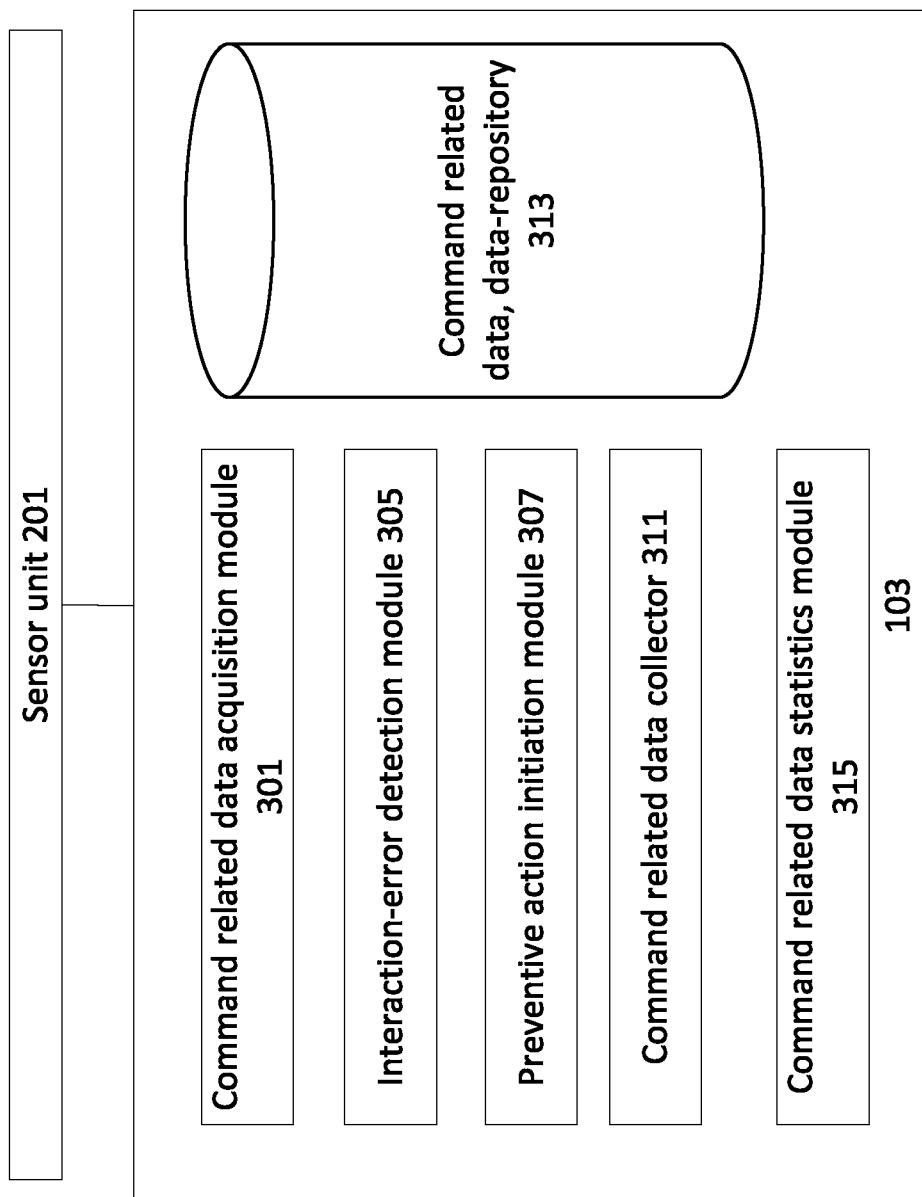 Sensor unit 201
Command related data acquisition module
301
Interaction-error detection module 305
Preventive action initiation module 307
Command related data collector 311
Command related data statistics module
315
103
Command related
data, data-repository
313